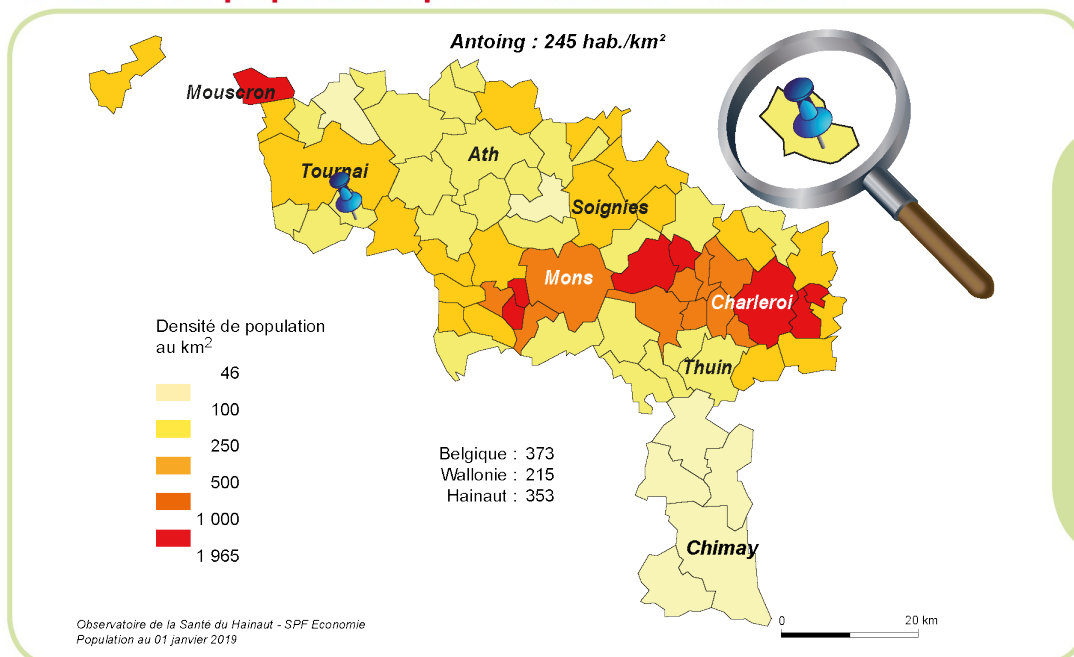 Antoing : 245 hab./km²
Mouscron
Ath
Tournai
Soignies
Mons
Charleroi
Densité de population
au km2
46
100
250
500
1 000
1 965
Thuin
Belgique : 373
Wallonie : 215
Hainaut : 353
Chimay
Observatoire de la Santé du Hainaut - SPF Economie
Population au 01 janvier 2019
0 20 km